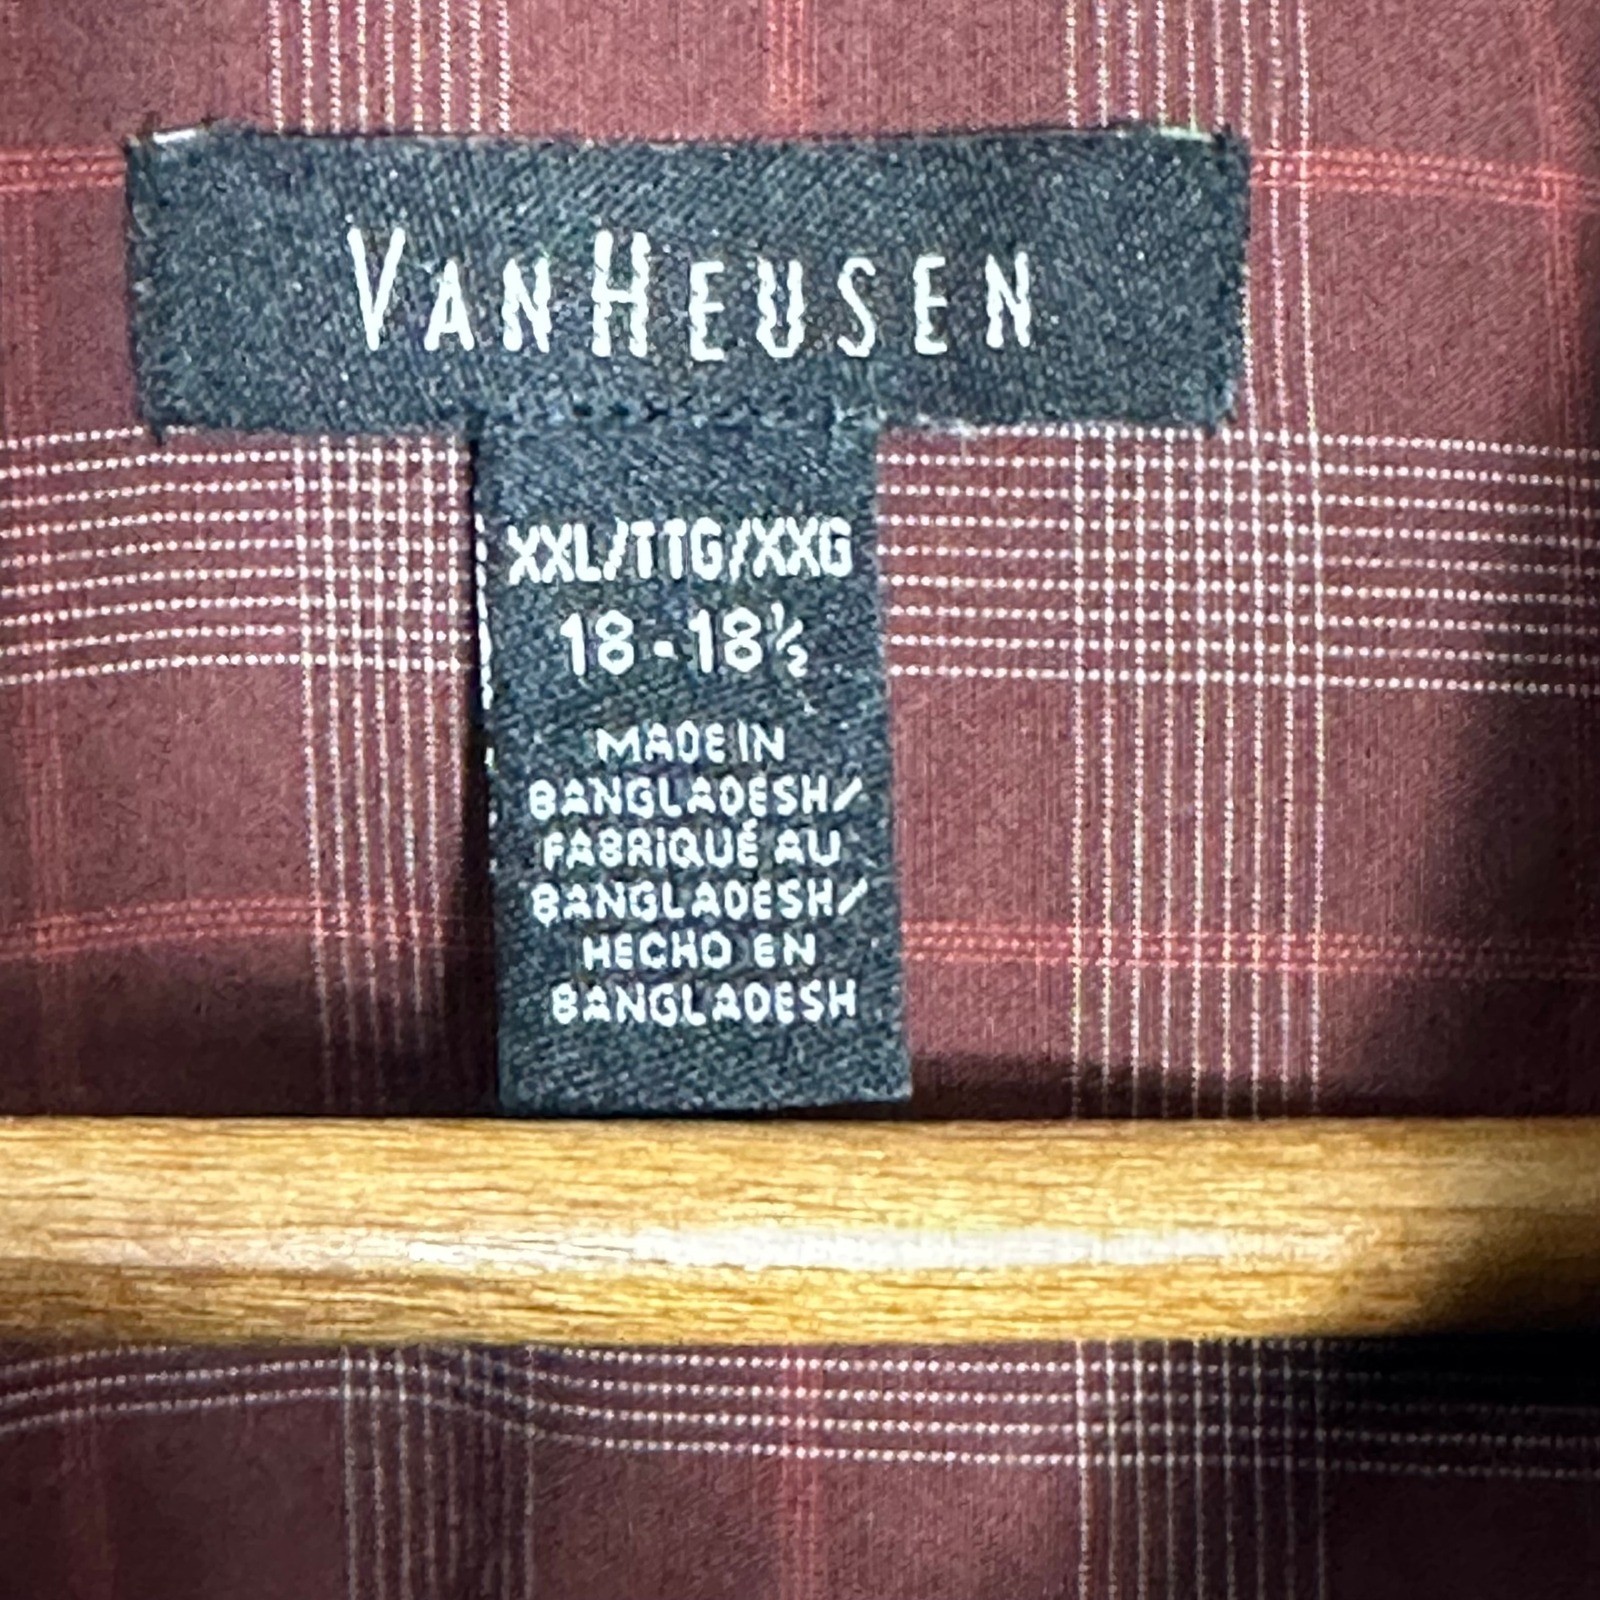 VANHEUSEN
XXL/TTG/XXG
18-18½
MADE IN
BANGLADESH/
FABRIQUÉ AU
BANGLADESH/
HECHO EN
BANGLADESH